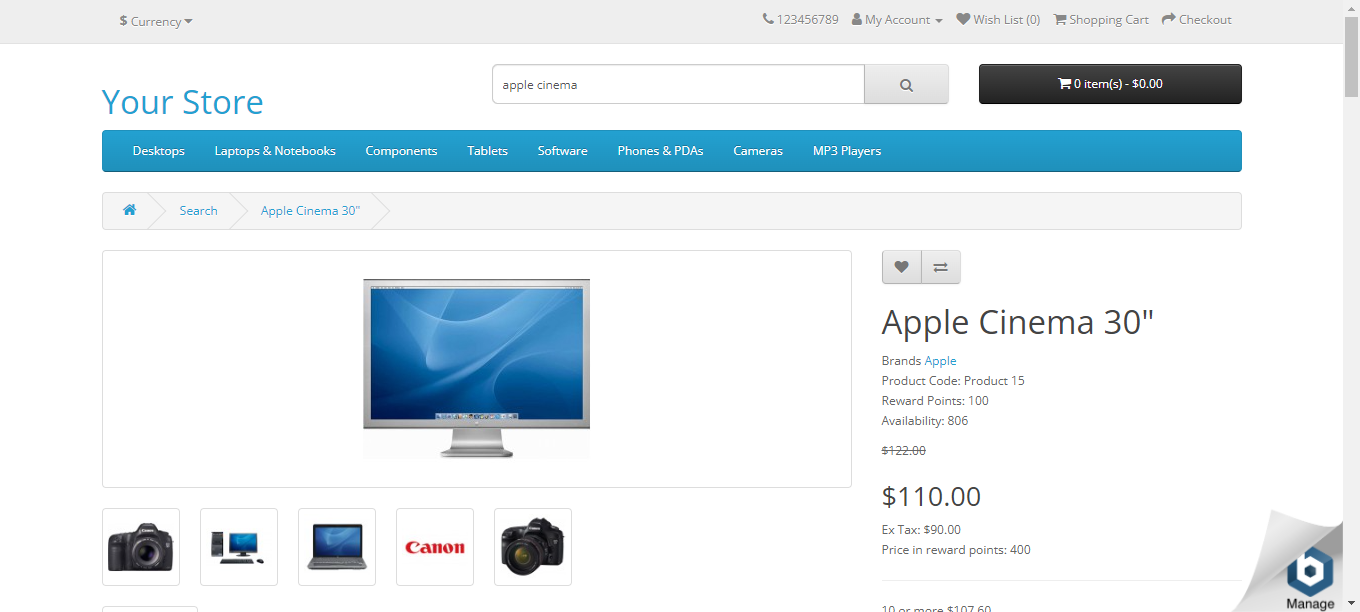 $ Currency
123456789 My Account Wish List (0) Shopping Cart Checkout
Your Store
apple cinema
0 item(s) - $0.00
Desktops Laptops & Notebooks Components Tablets Software Phones & PDAs Cameras MP3 Players
Search Apple Cinema 30"
Apple Cinema 30"
Brands Apple
Product Code: Product 15
Reward Points: 100
Availability: 806
$122.00
$110.00
Ex Tax: $90.00
Price in reward points: 400
Canon
10 or more $107.60
Manage